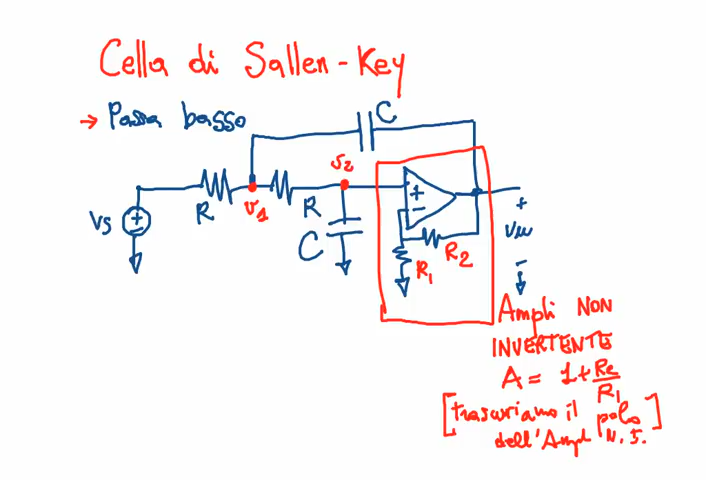 Cella di Sallen-Key
→ Passa basso
C
v2
R
v1
R
Vs
+
-
C
+
-
R2
R1
+
Vu
-
Ampli NON
INVERTENTE
A = 1+R2/R1
[trascuriamo il polo
dell'Ampl N.I.]